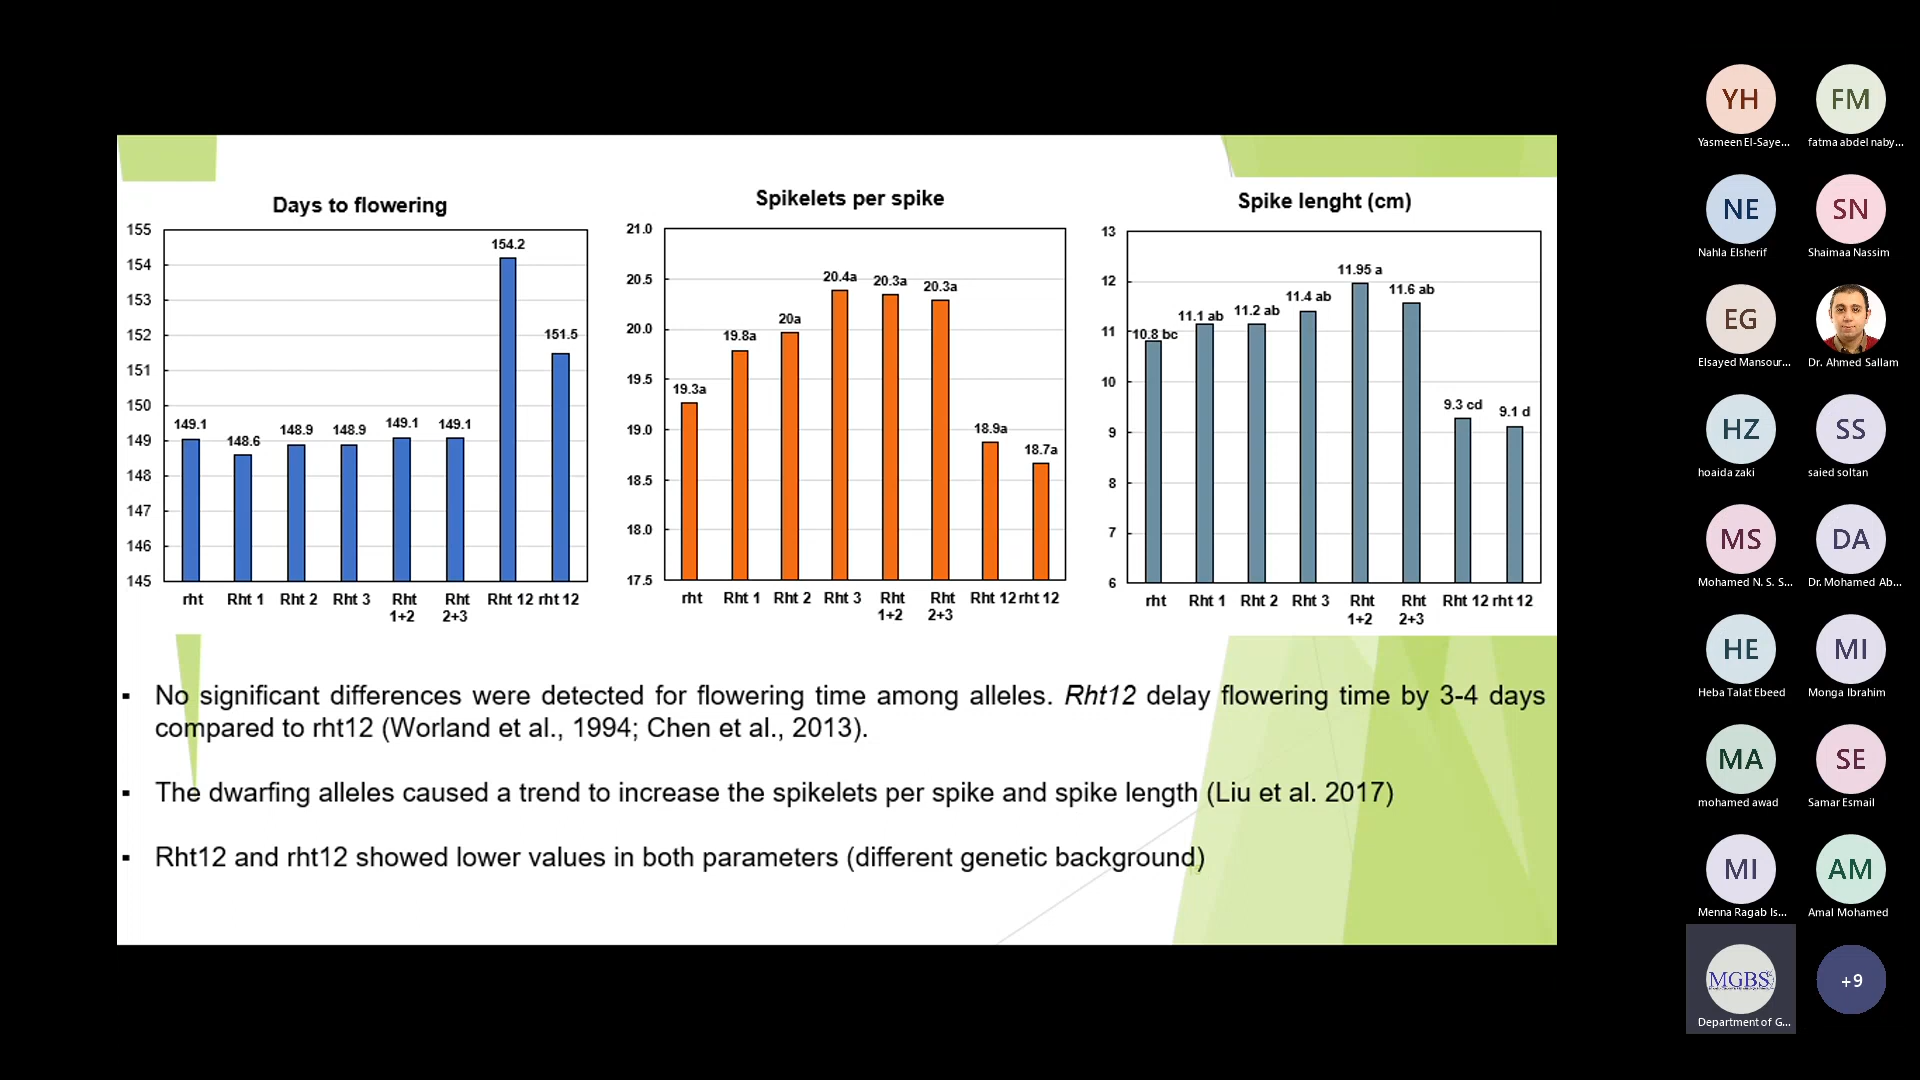 Days to flowering
155
154
153
152
151
150
149
148
147
146
145
149.1
148.6
148.9
148.9
149.1
149.1
154.2
151.5
rht Rht 1 Rht 2 Rht 3 Rht 1+2 Rht 2+3 Rht 12 rht 12
Spikelets per spike
21.0
20.5
20.0
19.5
19.0
18.5
18.0
17.5
19.3a
19.8a
20a
20.4a
20.3a
20.3a
18.9a
18.7a
rht Rht 1 Rht 2 Rht 3 Rht 1+2 Rht 2+3 Rht 12 rht 12
Spike lenght (cm)
13
12
11
10
9
8
7
6
10.8 bc
11.1 ab
11.2 ab
11.4 ab
11.95 a
11.6 ab
9.3 cd
9.1 d
rht Rht 1 Rht 2 Rht 3 Rht 1+2 Rht 2+3 Rht 12 rht 12
▪ No significant differences were detected for flowering time among alleles. Rht12 delay flowering time by 3-4 days
compared to rht12 (Worland et al., 1994; Chen et al., 2013).
▪ The dwarfing alleles caused a trend to increase the spikelets per spike and spike length (Liu et al. 2017)
▪ Rht12 and rht12 showed lower values in both parameters (different genetic background)
YH FM
Yasmeen El-Saye... fatma abdel naby...
NE SN
Nahla Elsherif Shaimaa Nassim
EG
Elsayed Mansour... Dr. Ahmed Sallam
HZ SS
hoaida zaki saied soltan
MS DA
Mohamed N. S. S... Dr. Mohamed Ab...
HE MI
Heba Talat Ebeed Monga Ibrahim
MA SE
mohamed awad Samar Esmail
MI AM
Menna Ragab Is... Amal Mohamed
MGBS +9
Department of G...